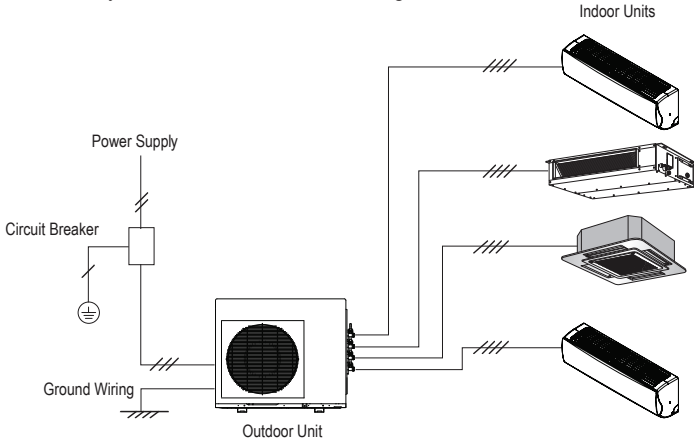 Indoor Units
Power Supply
Circuit Breaker
Ground Wiring
Outdoor Unit